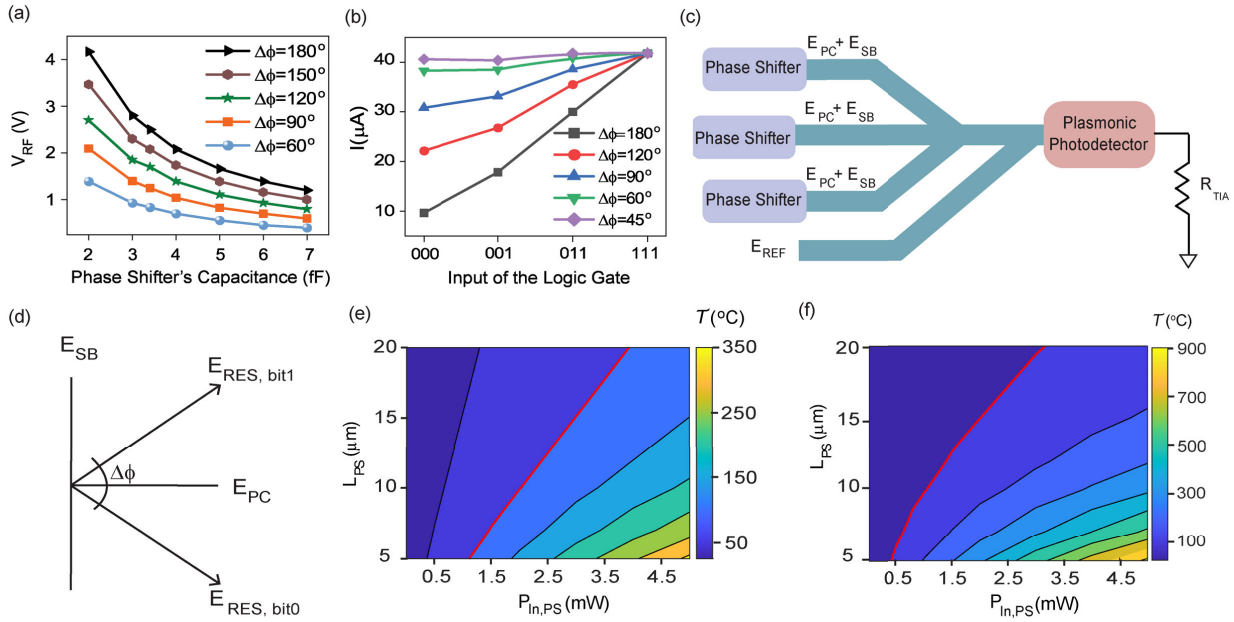 (a)
V_RF (V)
4
3
2
1
2 3 4 5 6 7
Phase Shifter's Capacitance (fF)
Δϕ=180°
Δϕ=150°
Δϕ=120°
Δϕ=90°
Δϕ=60°
(b)
I(μA)
40
30
20
10
000 001 011 111
Input of the Logic Gate
Δϕ=180°
Δϕ=120°
Δϕ=90°
Δϕ=60°
Δϕ=45°
(c)
E_PC + E_SB
Phase Shifter
E_PC + E_SB
Phase Shifter
E_PC + E_SB
Phase Shifter
E_REF
Plasmonic
Photodetector
R_TIA
(d)
E_SB
E_RES, bit1
Δϕ
E_PC
E_RES, bit0
(e)
T(°C)
L_PS (μm)
20
15
10
5
0.5 1.5 2.5 3.5 4.5
P_In,PS (mW)
350
250
150
50
(f)
T(°C)
L_PS (μm)
20
15
10
5
0.5 1.5 2.5 3.5 4.5
P_In,PS (mW)
900
700
500
300
100